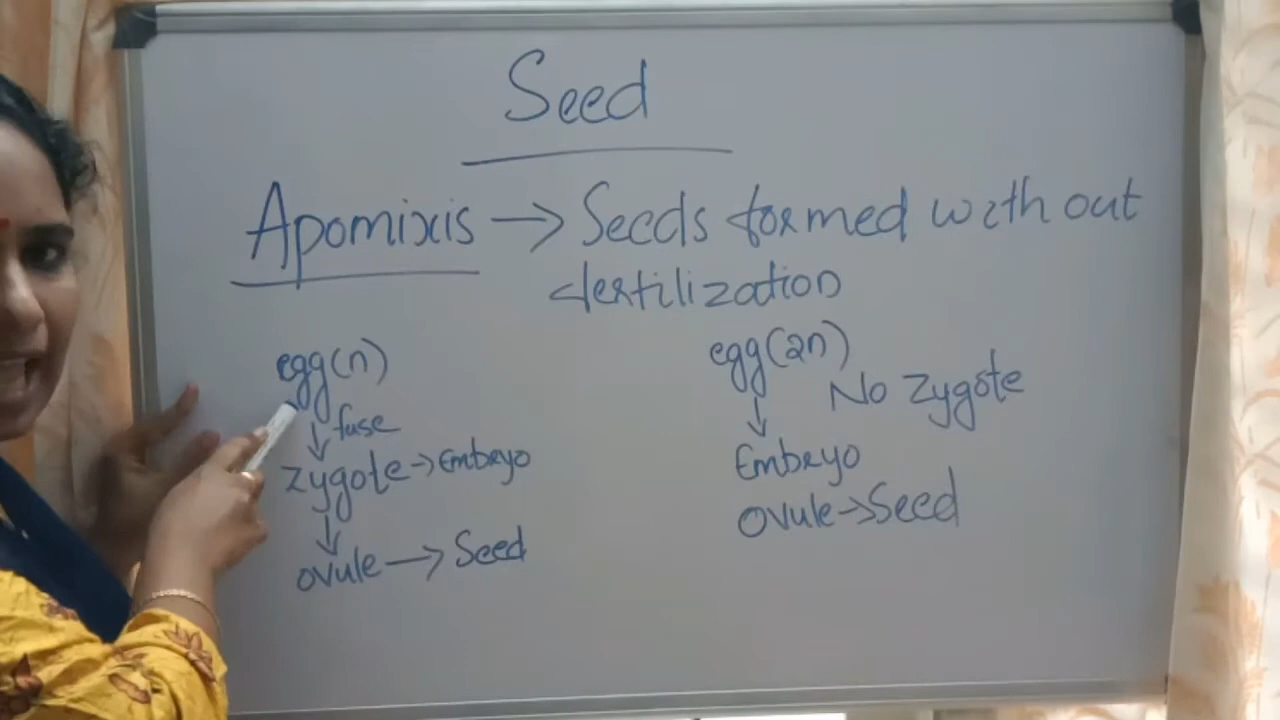 Seed
Apomixis → Seeds formed with out
fertilization
egg(n)
↓ fuse
Zygote → Embryo
↓
ovule → Seed
egg(2n)
No Zygote
↓
Embryo
ovule → Seed